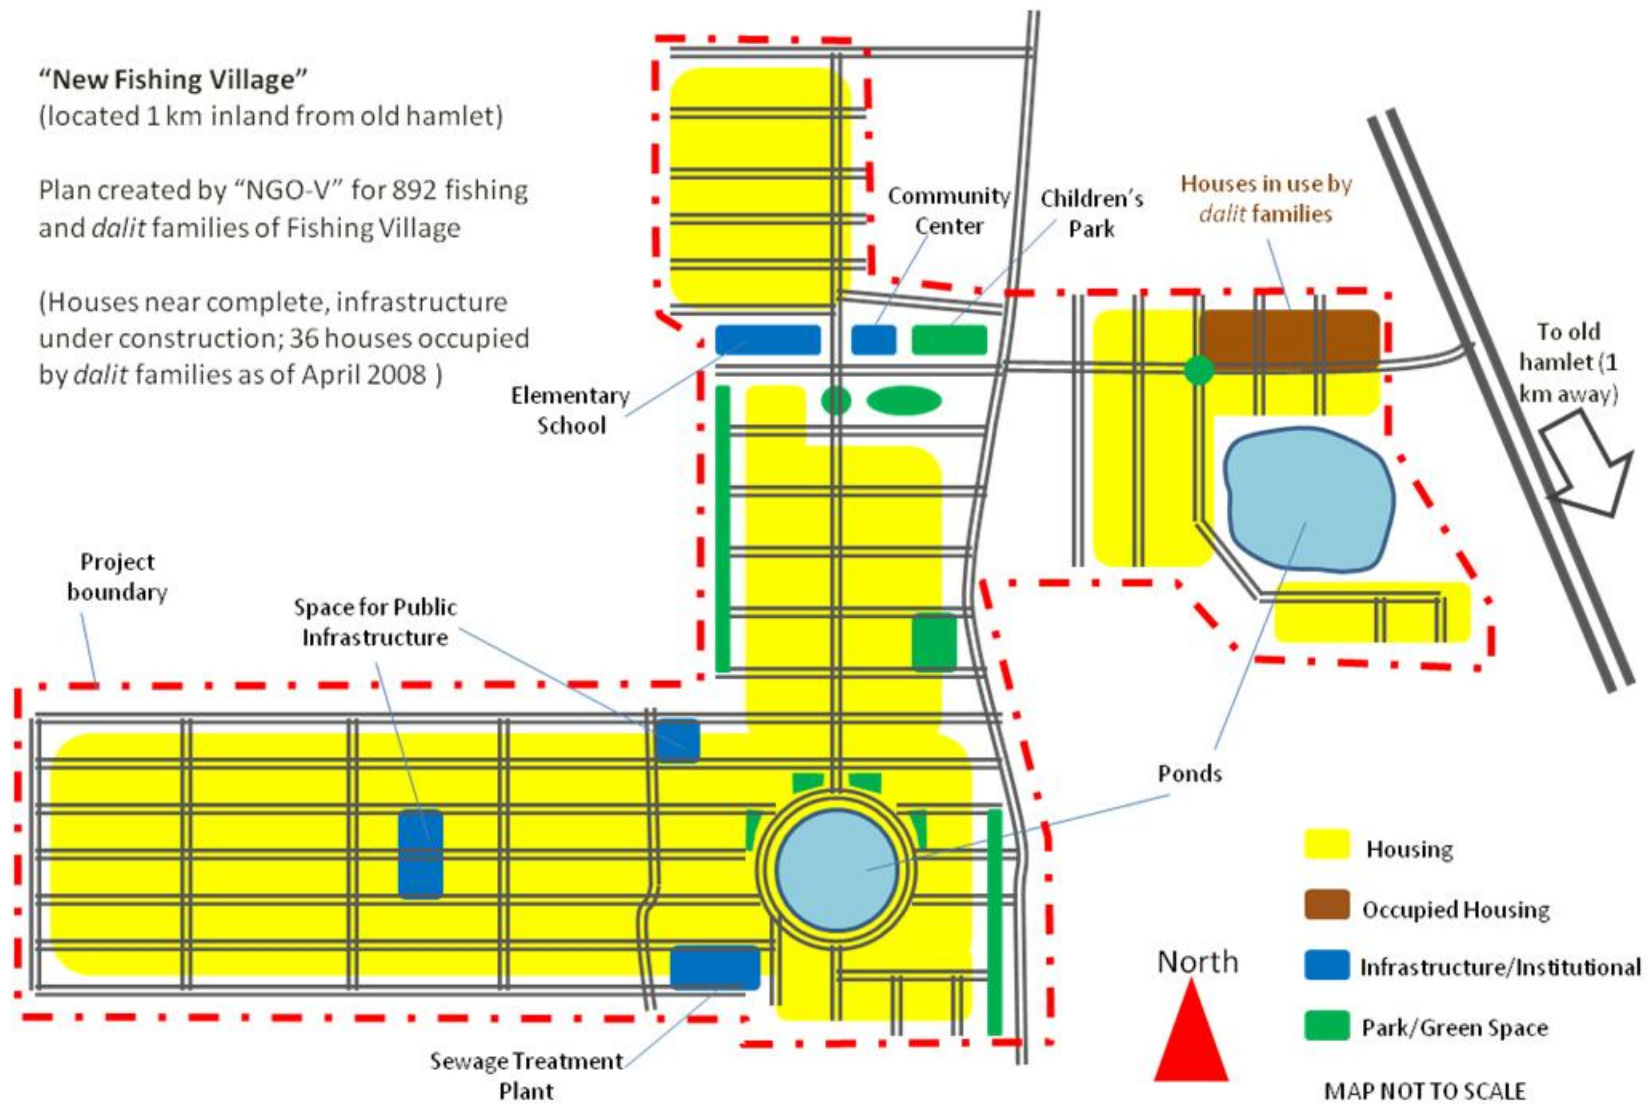 “New Fishing Village”
(located 1 km inland from old hamlet)
Plan created by “NGO-V” for 892 fishing
and dalit families of Fishing Village
(Houses near complete, infrastructure
under construction; 36 houses occupied
by dalit families as of April 2008 )
Community
Center
Children’s
Park
Houses in use by
dalit families
To old
hamlet (1
km away)
Elementary
School
Project
boundary
Space for Public
Infrastructure
Ponds
Sewage Treatment
Plant
North
Housing
Occupied Housing
Infrastructure/Institutional
Park/Green Space
MAP NOT TO SCALE